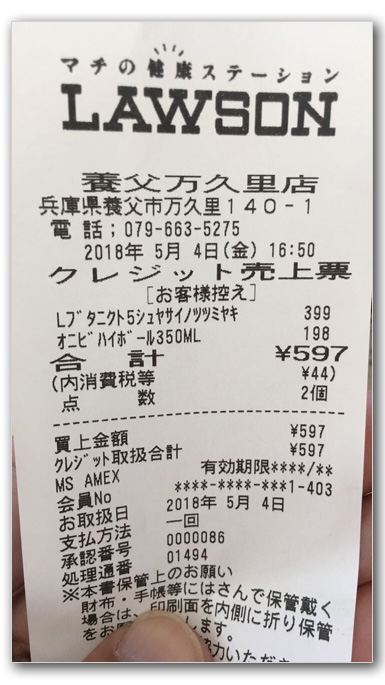 マチの健康ステーション
LAWSON
養父万久里店
兵庫県養父市万久里140-1
電話;079-663-5275
2018年 5月 4日(金) 16:50
クレジット売上票
[お客様控え]
Lブタニクト5シュヤサイノツツミヤキ 399
オニビハイボール350ML 198
合 計 ¥597
(内消費税等 ¥44)
点 数 2個
買上金額 ¥597
クレジット取扱合計 ¥597
MS AMEX 有効期限****/**
会員No ****-****-***1-403
お取扱日 2018年 5月 4日
支払方法 一回
承認番号 0000086
処理通番 01494
※本書保管上のお願い
財布・手帳等にはさんで保管戴く
場合は、印刷面を内側に折り保管
をお します。